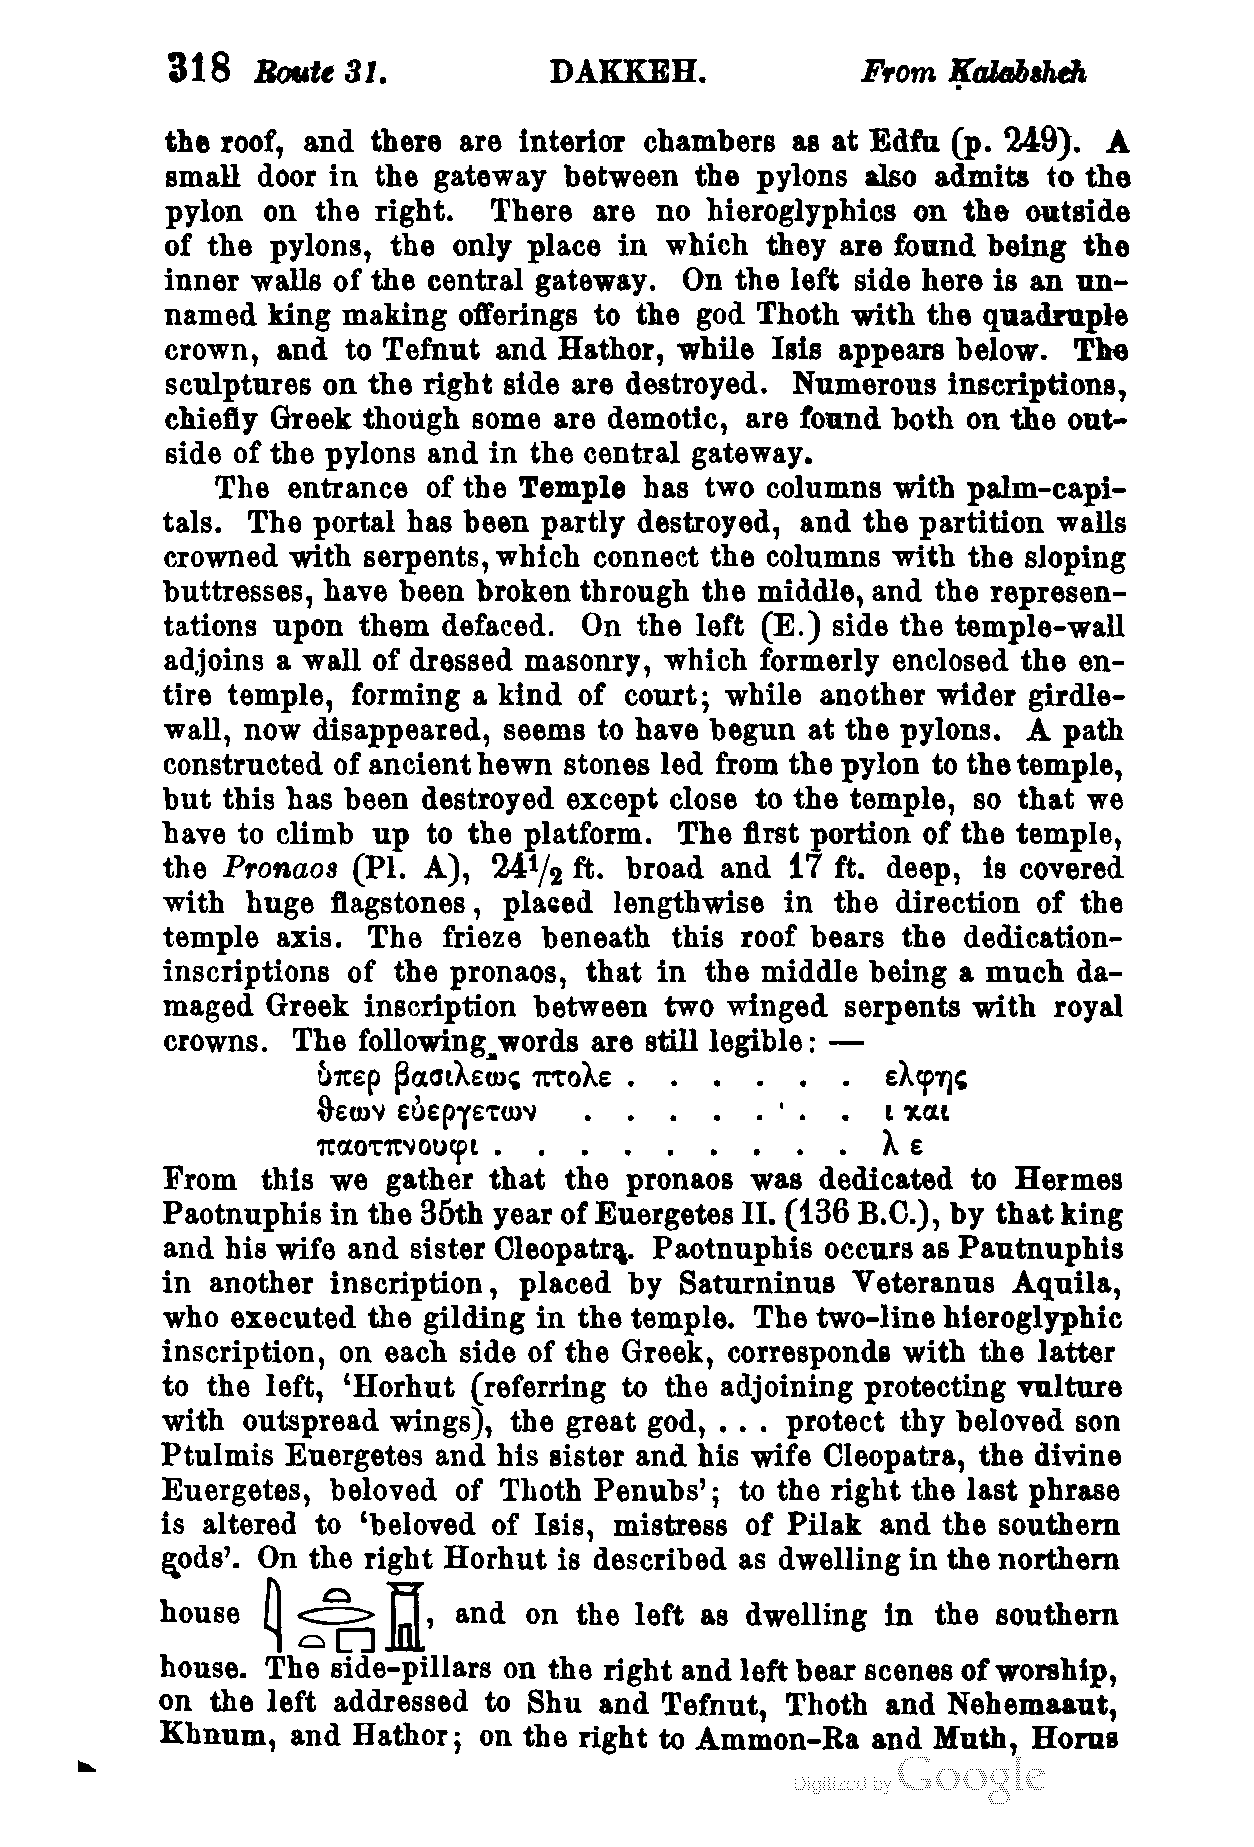 318 Route 31. DAKKEH. From Ḳalabsheh
the roof, and there are interior chambers as at Edfu (p. 249). A
small door in the gateway between the pylons also admits to the
pylon on the right. There are no hieroglyphics on the outside
of the pylons, the only place in which they are found being the
inner walls of the central gateway. On the left side here is an un-
named king making offerings to the god Thoth with the quadruple
crown, and to Tefnut and Hathor, while Isis appears below. The
sculptures on the right side are destroyed. Numerous inscriptions,
chiefly Greek though some are demotic, are found both on the out-
side of the pylons and in the central gateway.
The entrance of the Temple has two columns with palm-capi-
tals. The portal has been partly destroyed, and the partition walls
crowned with serpents, which connect the columns with the sloping
buttresses, have been broken through the middle, and the represen-
tations upon them defaced. On the left (E.) side the temple-wall
adjoins a wall of dressed masonry, which formerly enclosed the en-
tire temple, forming a kind of court; while another wider girdle-
wall, now disappeared, seems to have begun at the pylons. A path
constructed of ancient hewn stones led from the pylon to the temple,
but this has been destroyed except close to the temple, so that we
have to climb up to the platform. The first portion of the temple,
the Pronaos (Pl. A), 24½ ft. broad and 17 ft. deep, is covered
with huge flagstones, placed lengthwise in the direction of the
temple axis. The frieze beneath this roof bears the dedication-
inscriptions of the pronaos, that in the middle being a much da-
maged Greek inscription between two winged serpents with royal
crowns. The following words are still legible: —
ὑπερ βασιλεως πτολε . . . . . . ελφης
ϑεων εὐεργετων . . . . . . . ι και
παοτπνουφι . . . . . . . . . λ ε
From this we gather that the pronaos was dedicated to Hermes
Paotnuphis in the 35th year of Euergetes II. (136 B.C.), by that king
and his wife and sister Cleopatra. Paotnuphis occurs as Pautnuphis
in another inscription, placed by Saturninus Veteranus Aquila,
who executed the gilding in the temple. The two-line hieroglyphic
inscription, on each side of the Greek, corresponds with the latter
to the left, ‘Horhut (referring to the adjoining protecting vulture
with outspread wings), the great god, . . . protect thy beloved son
Ptulmis Euergetes and his sister and his wife Cleopatra, the divine
Euergetes, beloved of Thoth Penubs’; to the right the last phrase
is altered to ‘beloved of Isis, mistress of Pilak and the southern
gods’. On the right Horhut is described as dwelling in the northern
house , and on the left as dwelling in the southern
house. The side-pillars on the right and left bear scenes of worship,
on the left addressed to Shu and Tefnut, Thoth and Nehemaaut,
Khnum, and Hathor; on the right to Ammon-Ra and Muth, Horus
Digitized by Google